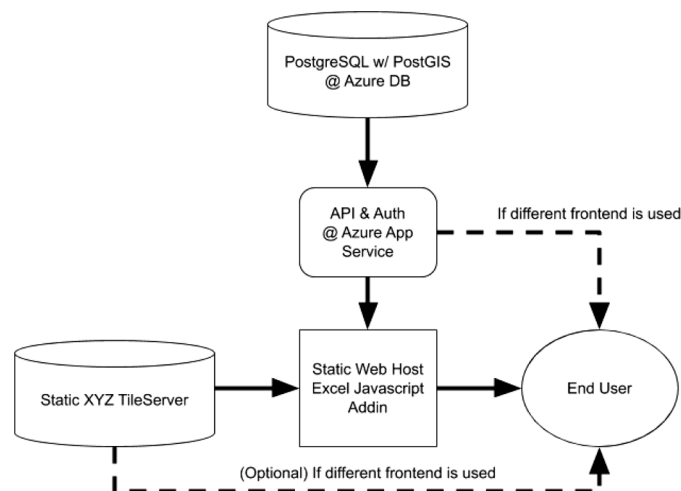 PostgreSQL w/ PostGIS
@ Azure DB
API & Auth
@ Azure App
Service
If different frontend is used
Static XYZ TileServer
Static Web Host
Excel Javascript
Addin
End User
(Optional) If different frontend is used